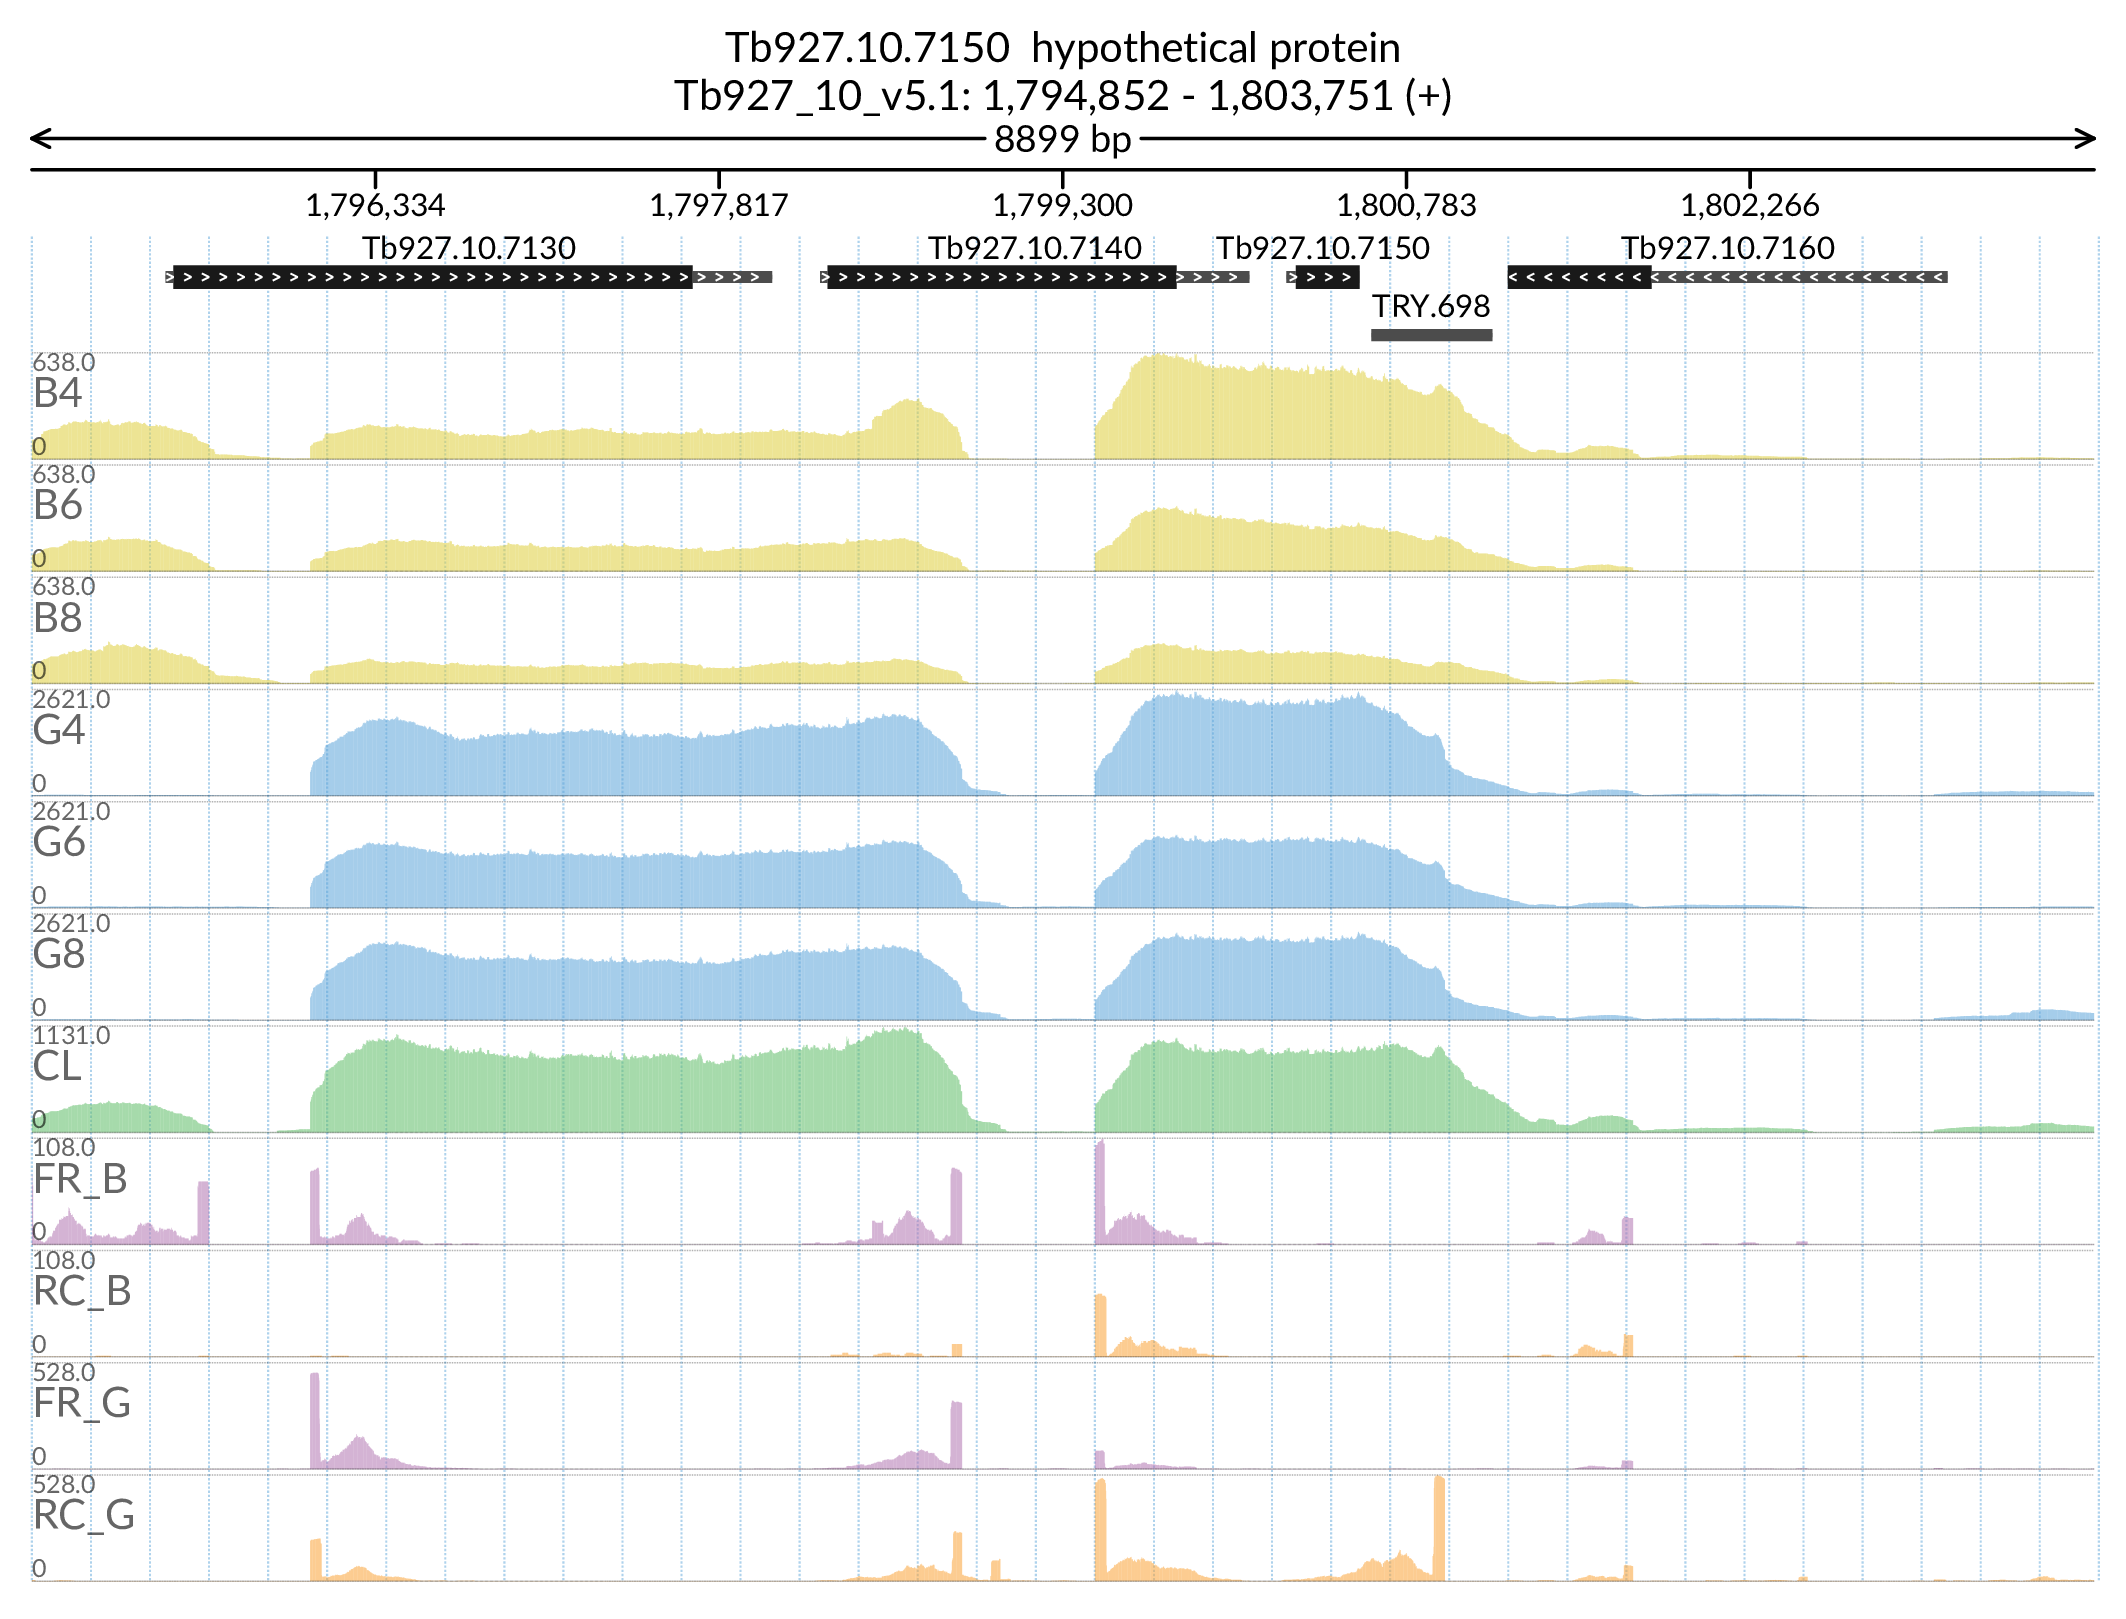 Tb927.10.7150  hypothetical protein
Tb927_10_v5.1: 1,794,852 - 1,803,751 (+)
8899 bp
1,796,334 1,797,817 1,799,300 1,800,783 1,802,266
Tb927.10.7130 Tb927.10.7140 Tb927.10.7150 Tb927.10.7160
TRY.698
638.0
B4
0
638.0
B6
0
638.0
B8
0
2621.0
G4
0
2621.0
G6
0
2621.0
G8
0
1131.0
CL
0
108.0
FR_B
0
108.0
RC_B
0
528.0
FR_G
0
528.0
RC_G
0